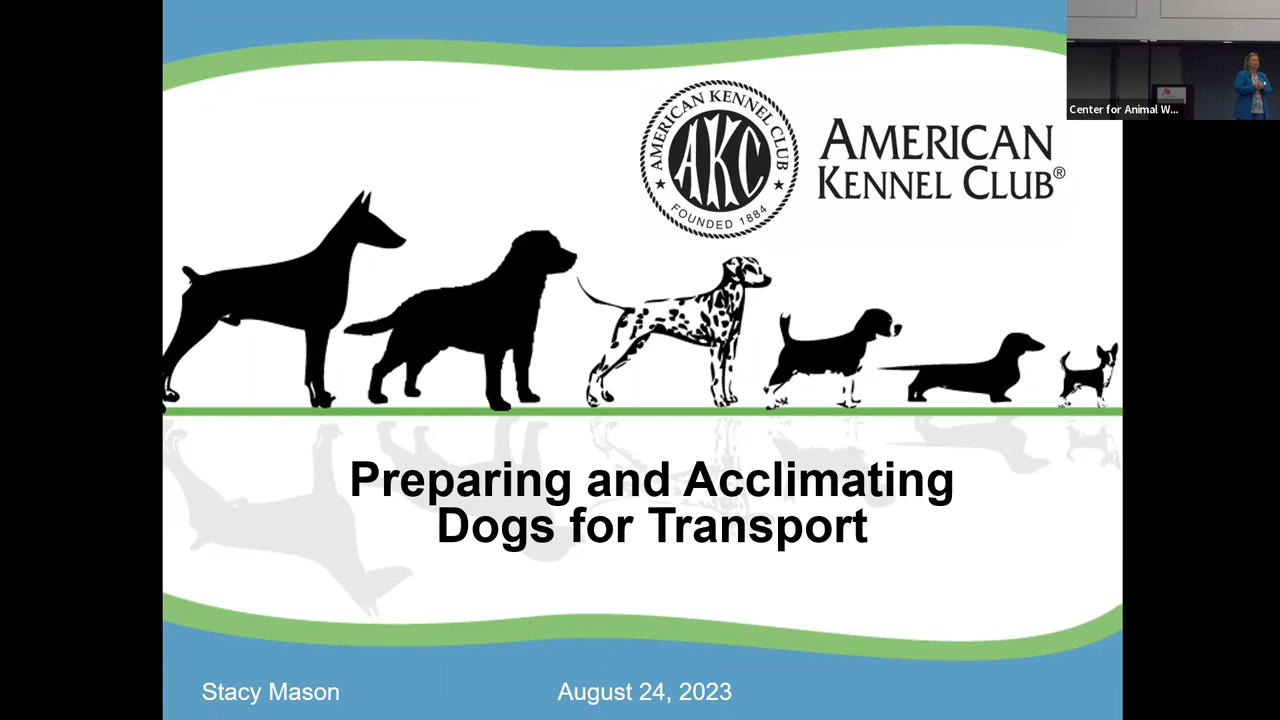 AMERICAN KENNEL CLUB
AKC
FOUNDED 1884
AMERICAN
KENNEL CLUB®
Center for Animal W...
Preparing and Acclimating
Dogs for Transport
Stacy Mason
August 24, 2023